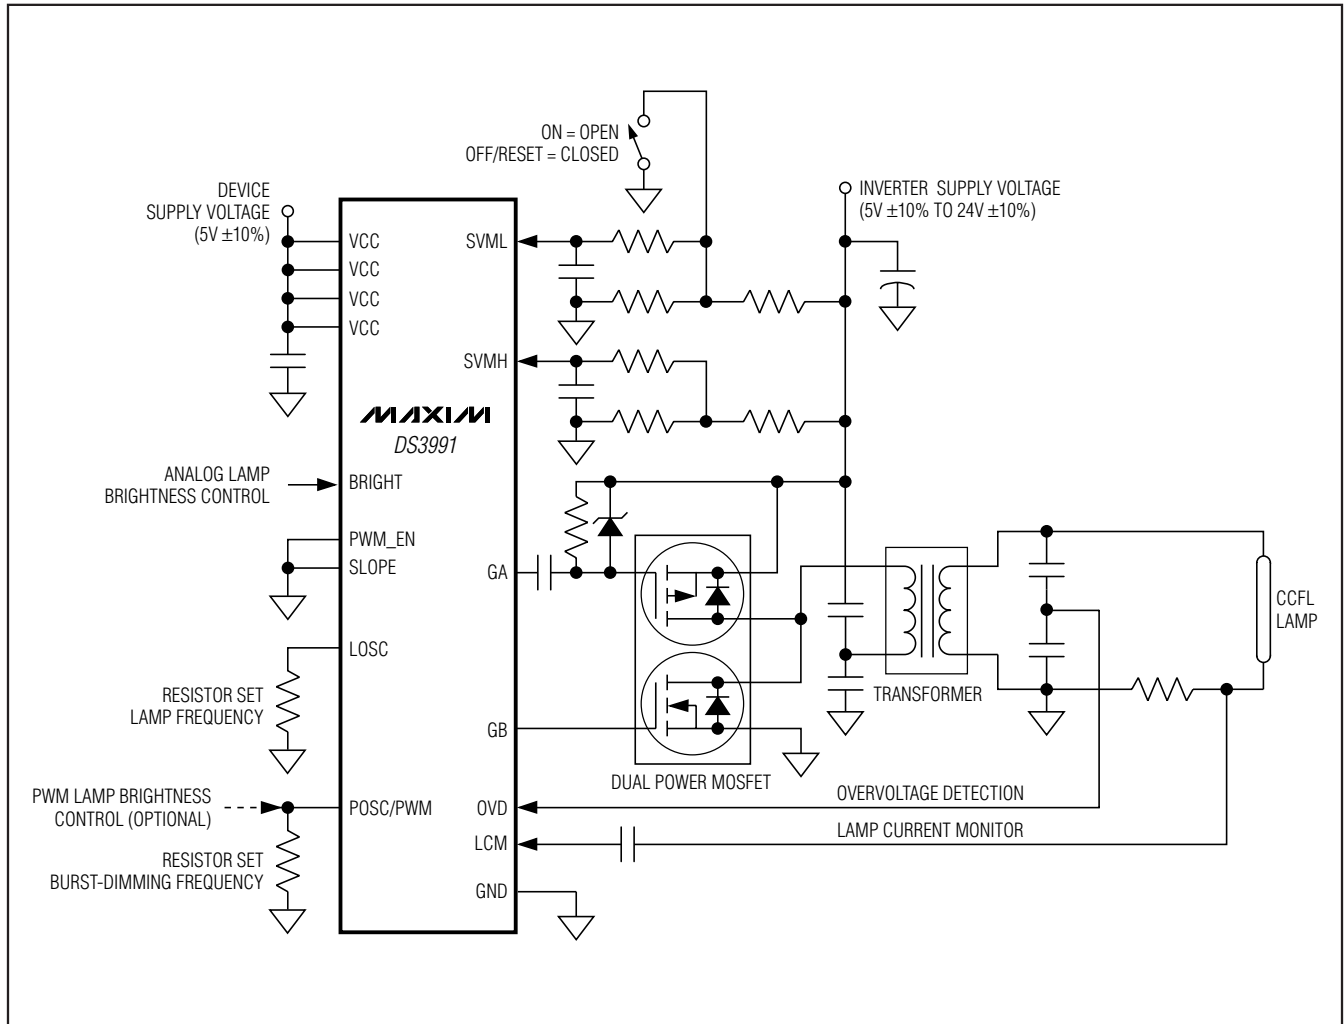 ON = OPEN
OFF/RESET = CLOSED
DEVICE
SUPPLY VOLTAGE
(5V ±10%)
INVERTER SUPPLY VOLTAGE
(5V ±10% TO 24V ±10%)
VCC
VCC
VCC
VCC
SVML
SVMH
MAXIM
DS3991
ANALOG LAMP
BRIGHTNESS CONTROL
BRIGHT
PWM_EN
SLOPE
GA
LOSC
RESISTOR SET
LAMP FREQUENCY
GB
DUAL POWER MOSFET
TRANSFORMER
CCFL
LAMP
PWM LAMP BRIGHTNESS
CONTROL (OPTIONAL)
POSC/PWM
OVD
OVERVOLTAGE DETECTION
LCM
LAMP CURRENT MONITOR
RESISTOR SET
BURST-DIMMING FREQUENCY
GND